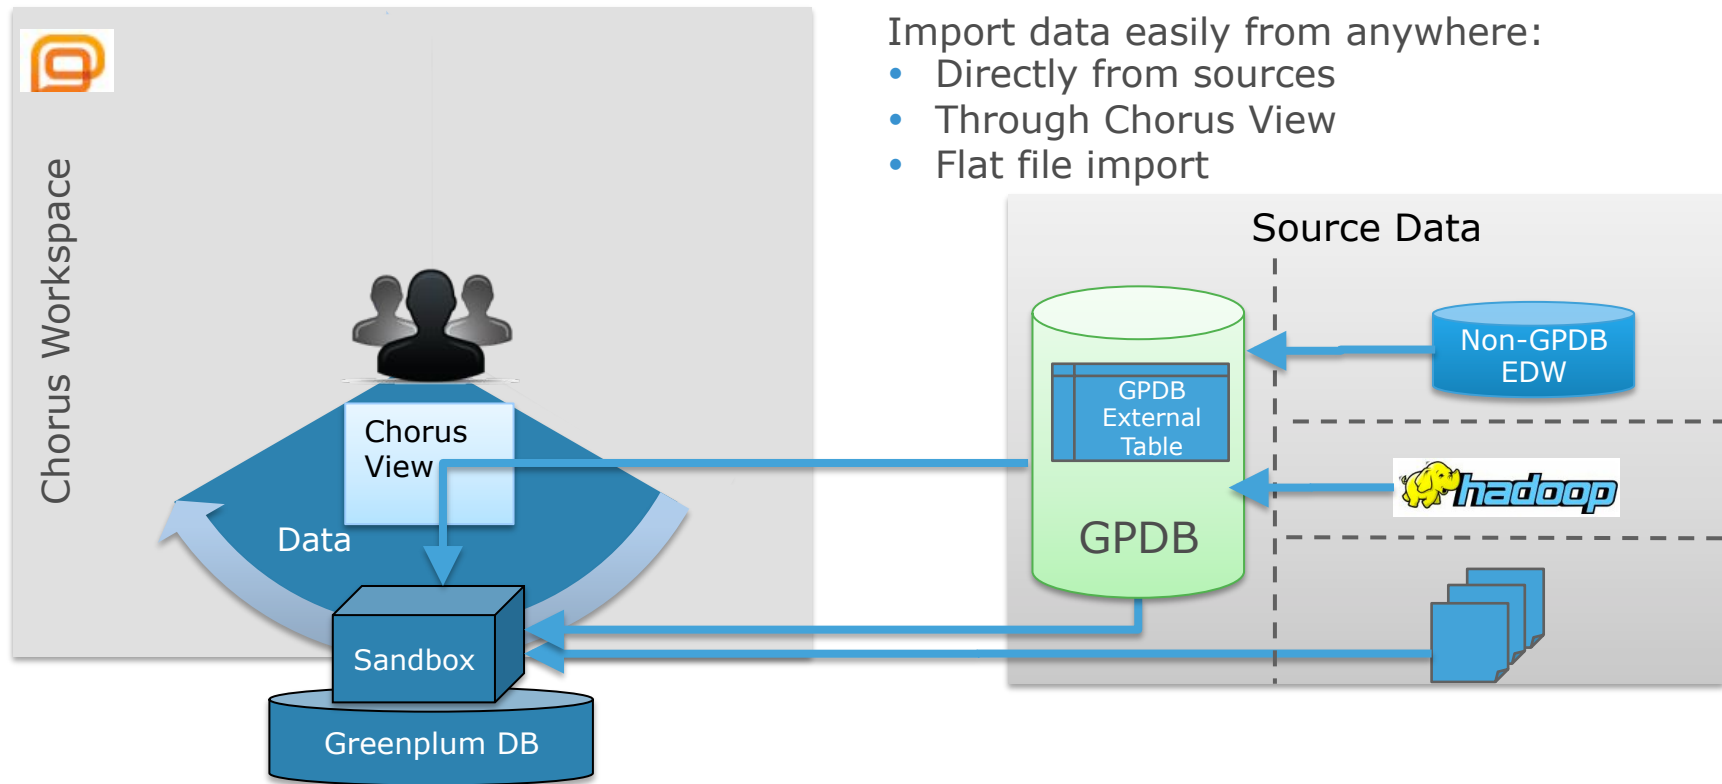 Import data easily from anywhere:
• Directly from sources
• Through Chorus View
• Flat file import
Chorus Workspace
Chorus
View
Data
Sandbox
Greenplum DB
Source Data
GPDB
External
Table
GPDB
Non-GPDB
EDW
hadoop